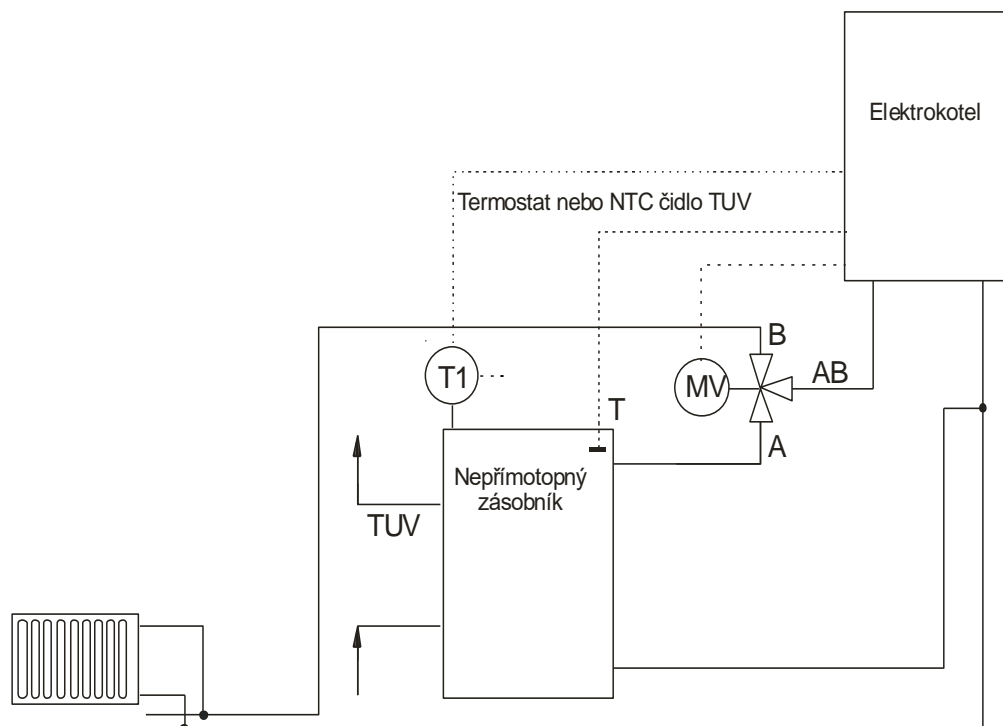 Elektrokotel
Termostat nebo NTC čidlo TUV
B
T1
MV
AB
T
A
Nepřímotopný
zásobník
TUV